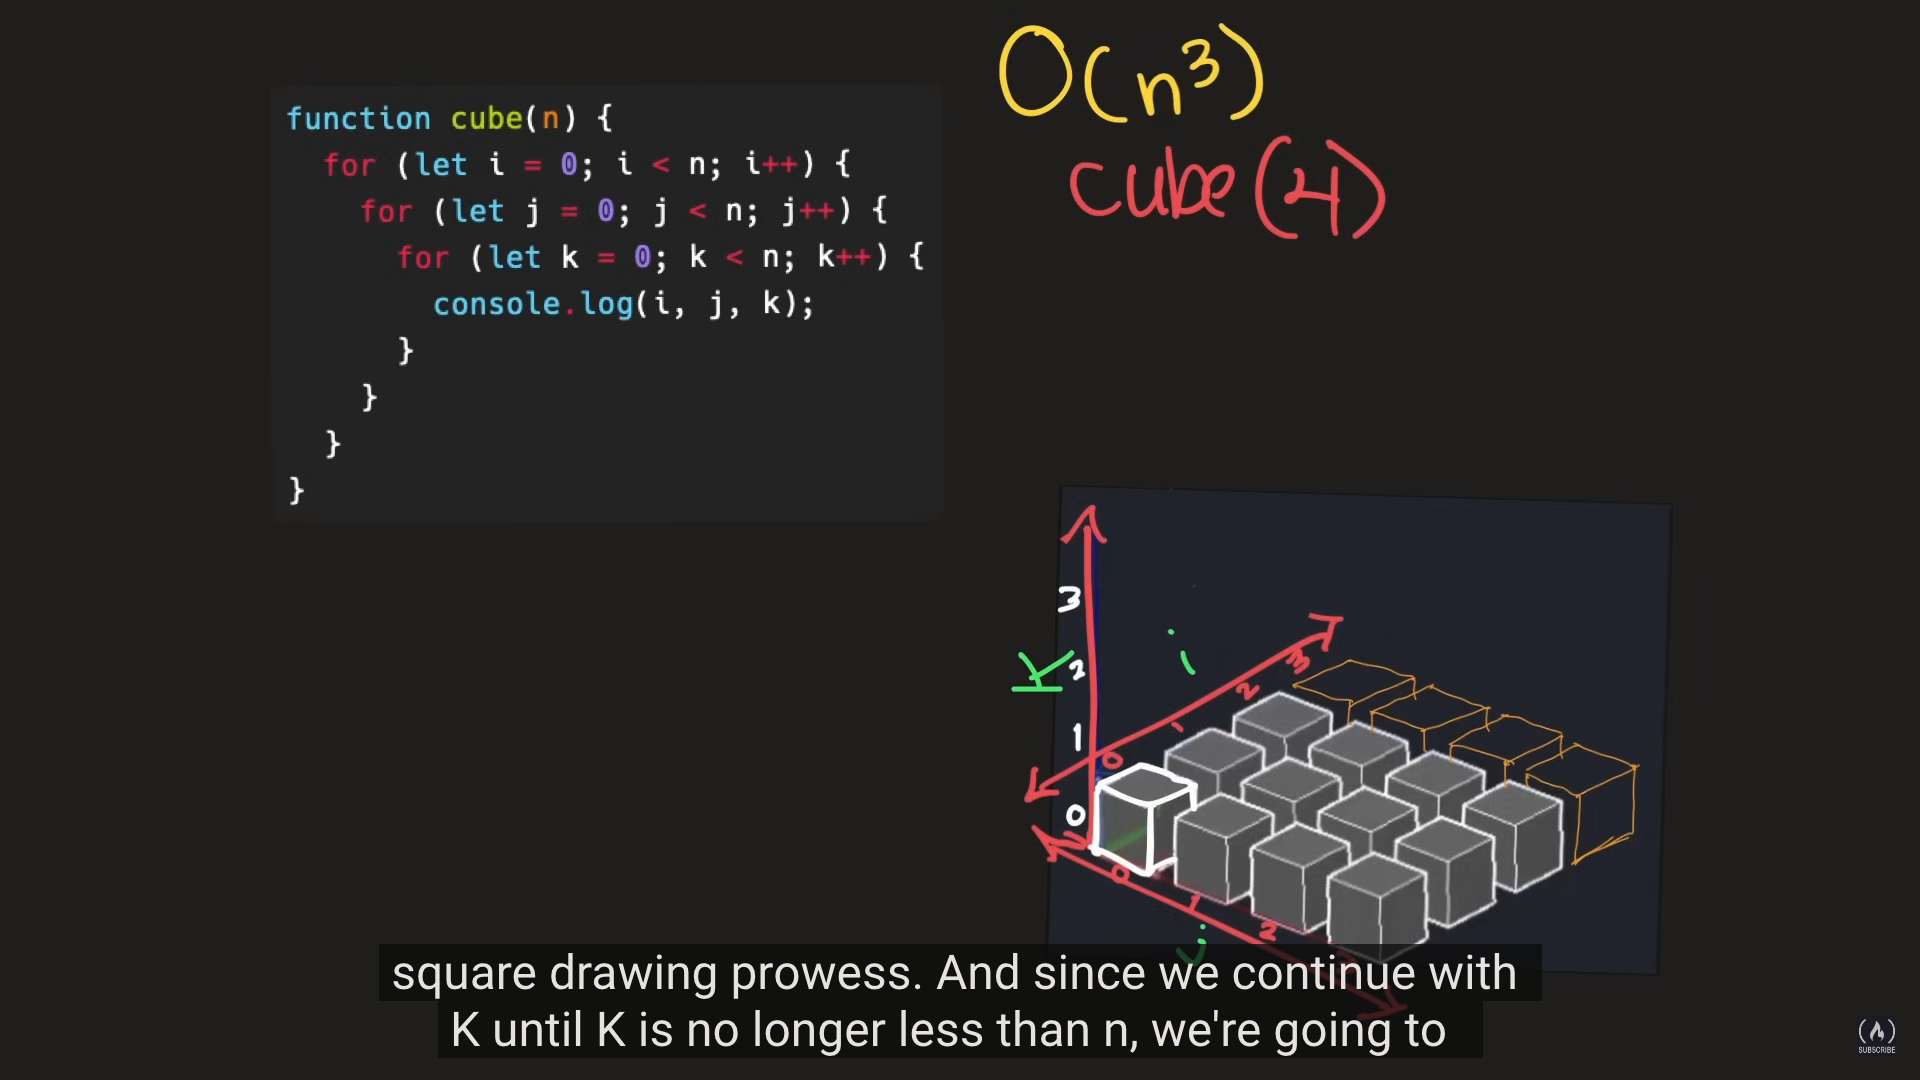 O(n³)
cube(4)
function cube(n) {
for (let i = 0; i < n; i++) {
for (let j = 0; j < n; j++) {
for (let k = 0; k < n; k++) {
console.log(i, j, k);
}
}
}
}
3
2
1
0
K
i
3
2
1
0
0
1
2
3
j
square drawing prowess. And since we continue with
K until K is no longer less than n, we're going to
SUBSCRIBE